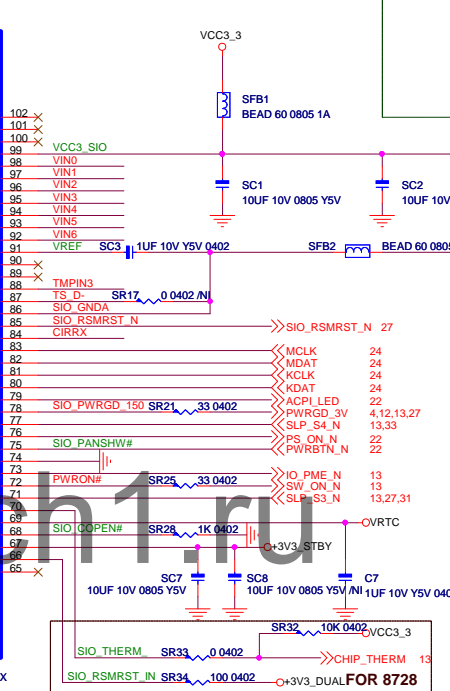 VCC3_3
SFB1
BEAD 60 0805 1A
102
101
100
99 VCC3_SIO
98 VIN0
97 VIN1
96 VIN2
95 VIN3
94 VIN4
93 VIN5
92 VIN6
91 VREF
SC1
10UF 10V 0805 Y5V
SC2
10UF 10V
SC3 1UF 10V Y5V 0402
SFB2 BEAD 60 0805
90
89
88 TMPIN3
87 TS_D- SR17 0 0402 /NI
86 SIO_GNDA
85 SIO_RSMRST_N SIO_RSMRST_N 27
84 CIRRX
83 MCLK 24
82 MDAT 24
81 KCLK 24
80 KDAT 24
79 ACPI_LED 22
78 SIO_PWRGD_150 SR21 33 0402 PWRGD_3V 4,12,13,27
77 SLP_S4_N 13,33
76 PS_ON_N 22
75 SIO_PANSHW# PWRBTN_N 22
74
73 IO_PME_N 13
72 PWRON# SR25 33 0402 SW_ON_N 13
71 SLP_S3_N 13,27,31
70
69 VRTC
68 SIO_COPEN# SR28 1K 0402
67 +3V3_STBY
66
65
ch1.ru
SC7
10UF 10V 0805 Y5V
SC8
10UF 10V 0805 Y5V /NI
C7
1UF 10V Y5V 040
SR32 10K 0402 VCC3_3
SIO_THERM_ SR33 0 0402 CHIP_THERM 13
SIO_RSMRST_IN SR34 100 0402 +3V3_DUAL
FOR 8728
X